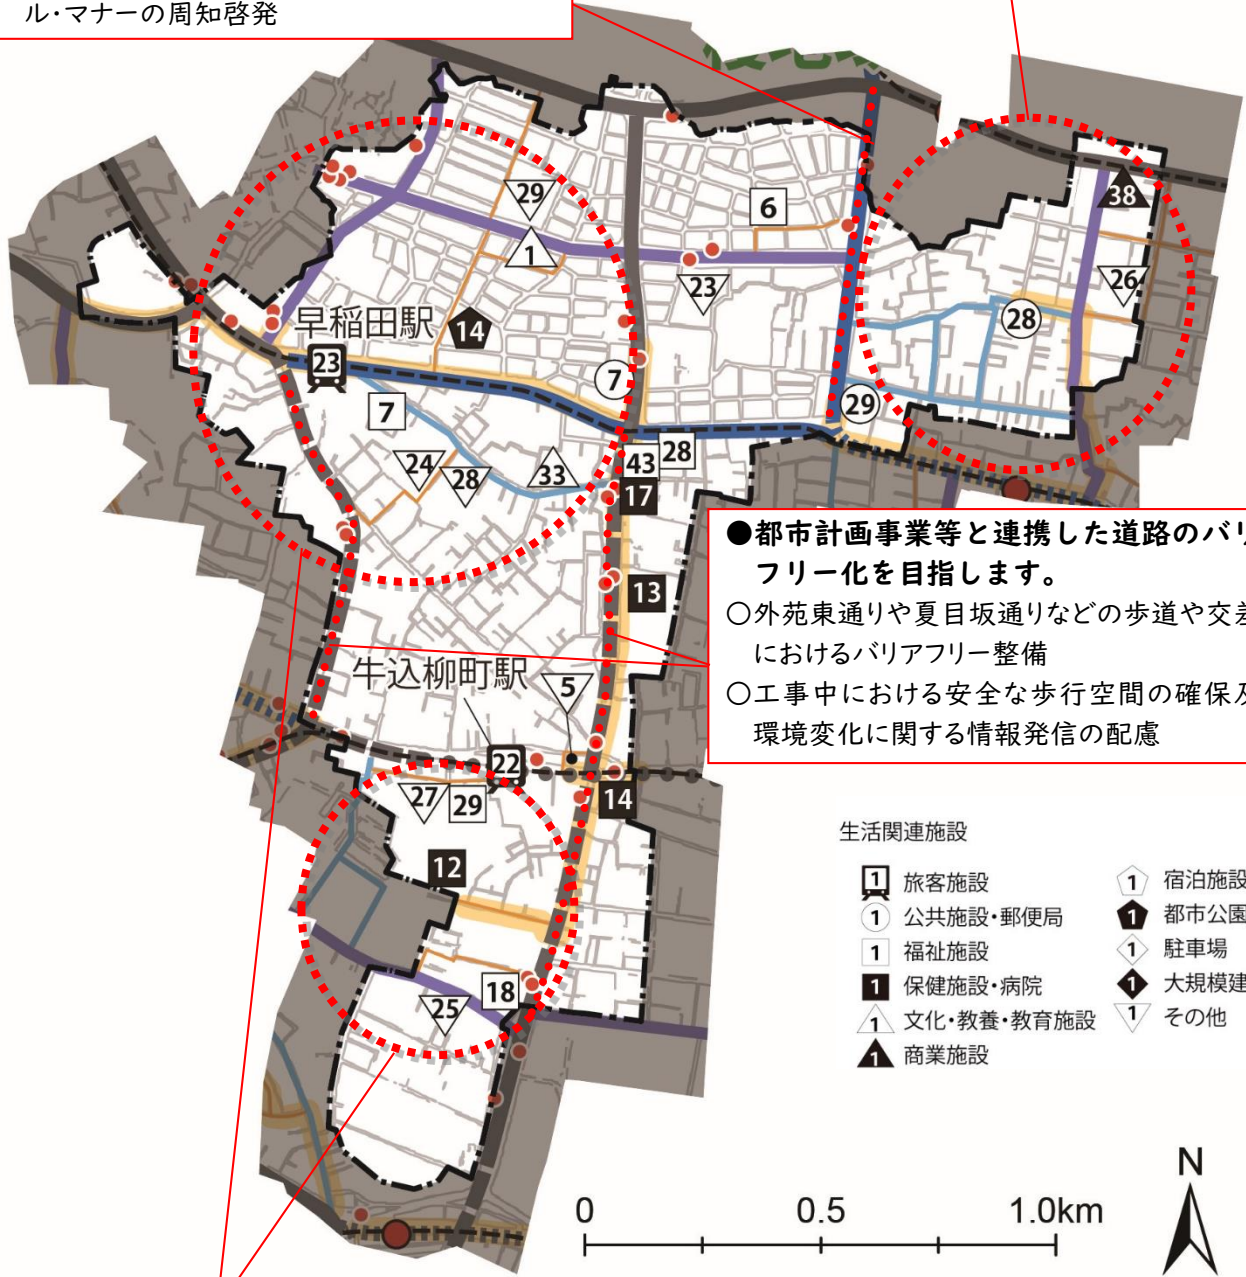 ル・マナーの周知啓発
29
6
38
1
23
26
28
早稲田駅
14
23
7
7
29
24
28
33
43
28
17
●都市計画事業等と連携した道路のバリ
フリー化を目指します。
○外苑東通りや夏目坂通りなどの歩道や交差
におけるバリアフリー整備
○工事中における安全な歩行空間の確保及
環境変化に関する情報発信の配慮
13
牛込柳町駅
5
22
14
27
29
12
18
25
生活関連施設
1 旅客施設
1 公共施設・郵便局
1 福祉施設
1 保健施設・病院
1 文化・教養・教育施設
1 商業施設
1 宿泊施設
1 都市公園
1 駐車場
1 大規模建
1 その他
N
0 0.5 1.0km